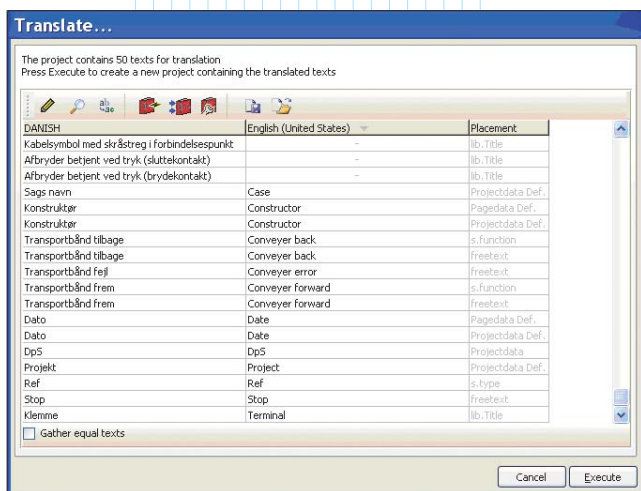 Translate...
The project contains 50 texts for translation
Press Execute to create a new project containing the translated texts
DANISH English (United States) Placement
Kabelsymbol med skråstreg i forbindelsespunkt - lib.Title
Afbryder betjent ved tryk (sluttekontakt) - lib.Title
Afbryder betjent ved tryk (brydekontakt) - lib.Title
Sags navn Case Projectdata Def.
Konstruktør Constructor Pagedata Def.
Konstruktør Constructor Projectdata Def.
Transportbånd tilbage Conveyer back s.function
Transportbånd tilbage Conveyer back freetext
Transportbånd fejl Conveyer error freetext
Transportbånd frem Conveyer forward s.function
Transportbånd frem Conveyer forward freetext
Dato Date Pagedata Def.
Dato Date Projectdata Def.
DpS DpS Projectdata
Projekt Project Projectdata Def.
Ref Ref s.type
Stop Stop freetext
Klemme Terminal lib.Title
Gather equal texts
Cancel Execute